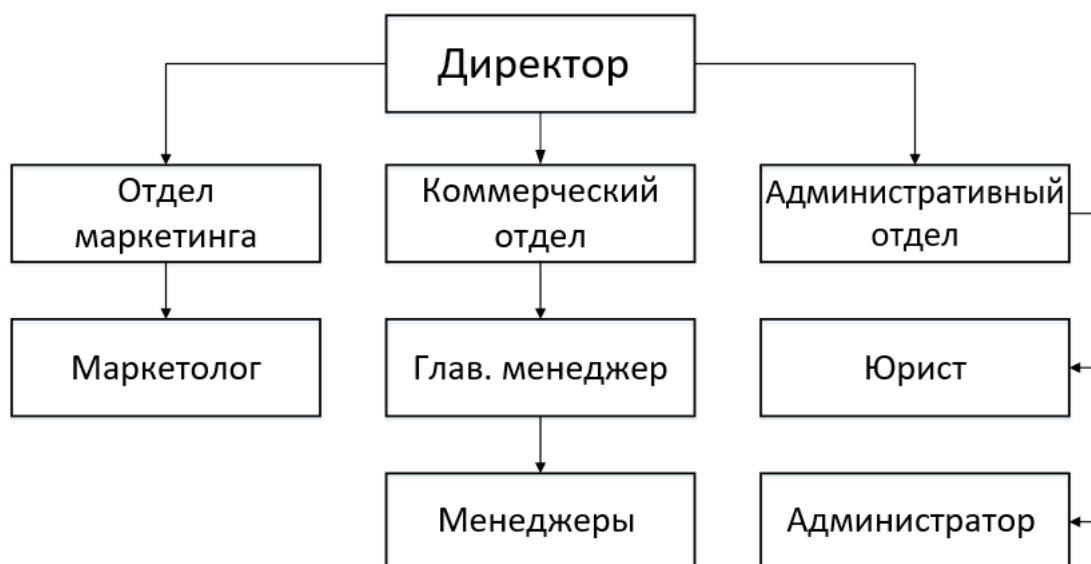 Директор
Отдел
маркетинга
Коммерческий
отдел
Административный
отдел
Маркетолог
Глав. менеджер
Юрист
Менеджеры
Администратор